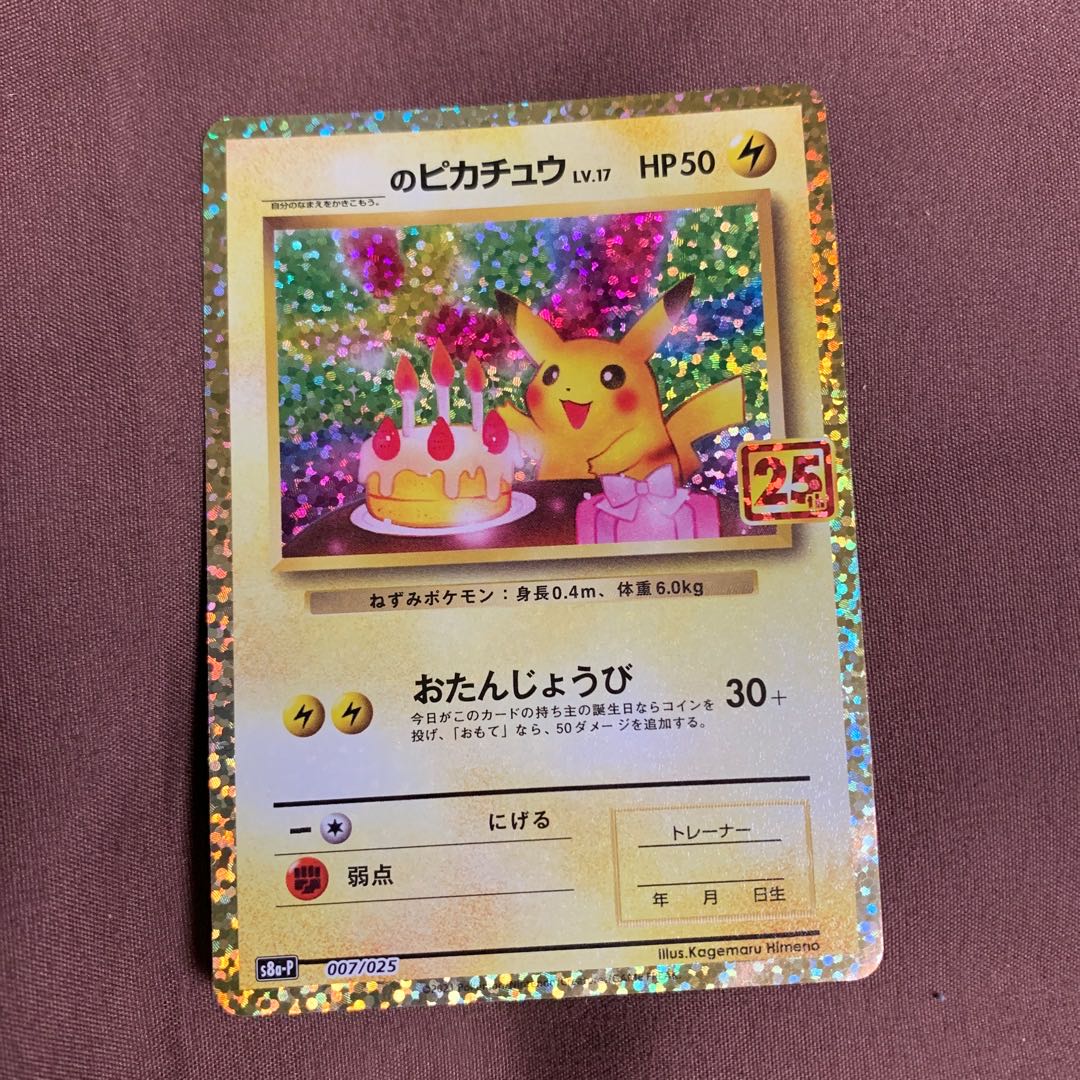 のピカチュウ LV.17 HP50
自分のなまえをかきこもう。
25th
ねずみポケモン：身長0.4m、体重6.0kg
おたんじょうび 30+
今日がこのカードの持ち主の誕生日ならコインを
投げ、「おもて」なら、50ダメージを追加する。
にげる
弱点
トレーナー
年 月 日生
illus.Kagemaru Himeno
s8a-P 007/025